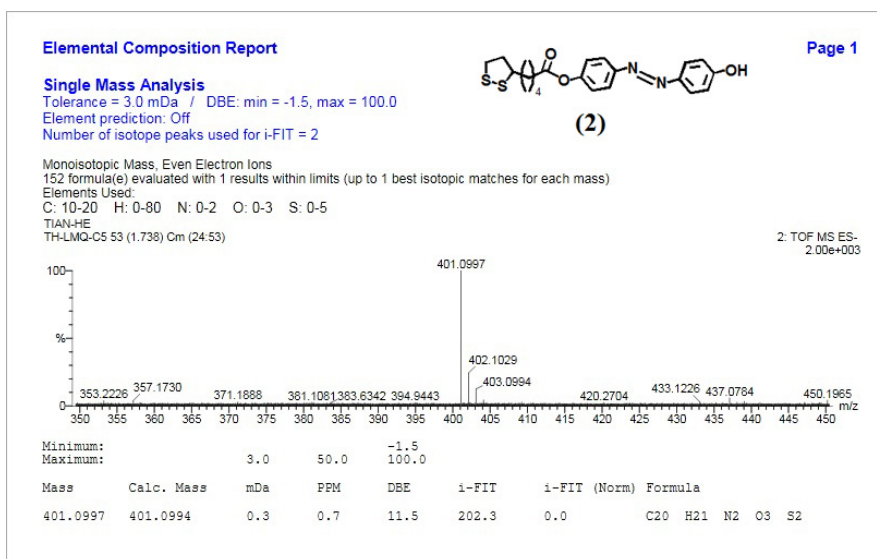 Elemental Composition Report
Page 1
Single Mass Analysis
Tolerance = 3.0 mDa / DBE: min = -1.5, max = 100.0
Element prediction: Off
Number of isotope peaks used for i-FIT = 2
S-S
4
O
O
N
N
OH
(2)
Monoisotopic Mass, Even Electron Ions
152 formula(e) evaluated with 1 results within limits (up to 1 best isotopic matches for each mass)
Elements Used:
C: 10-20 H: 0-80 N: 0-2 O: 0-3 S: 0-5
TIAN-HE
TH-LMQ-C5 53 (1.738) Cm (24:53)
2: TOF MS ES-
2.00e+003
100
%
0
401.0997
402.1029
403.0994
353.2226 357.1730 371.1888 381.1081 383.6342 394.9443 420.2704 433.1226 437.0784 450.1965
350 355 360 365 370 375 380 385 390 395 400 405 410 415 420 425 430 435 440 445 450 m/z
Minimum: -1.5
Maximum: 3.0 50.0 100.0
Mass Calc. Mass mDa PPM DBE i-FIT i-FIT (Norm) Formula
401.0997 401.0994 0.3 0.7 11.5 202.3 0.0 C20 H21 N2 O3 S2